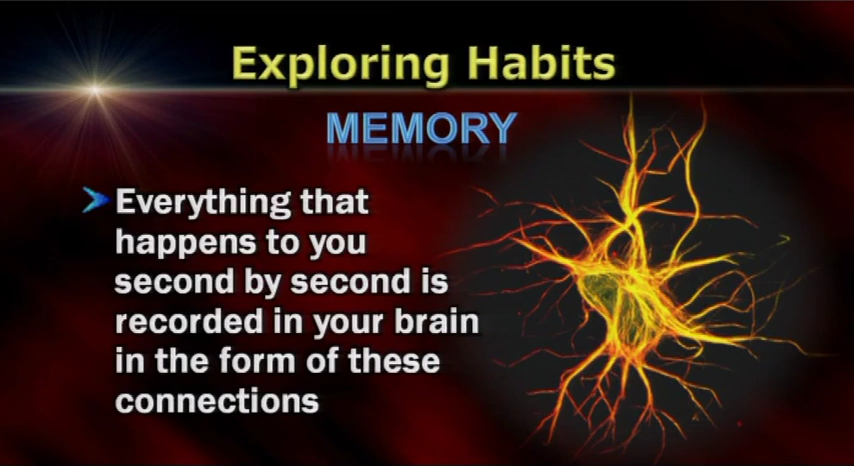 Exploring Habits
MEMORY
Everything that
happens to you
second by second is
recorded in your brain
in the form of these
connections